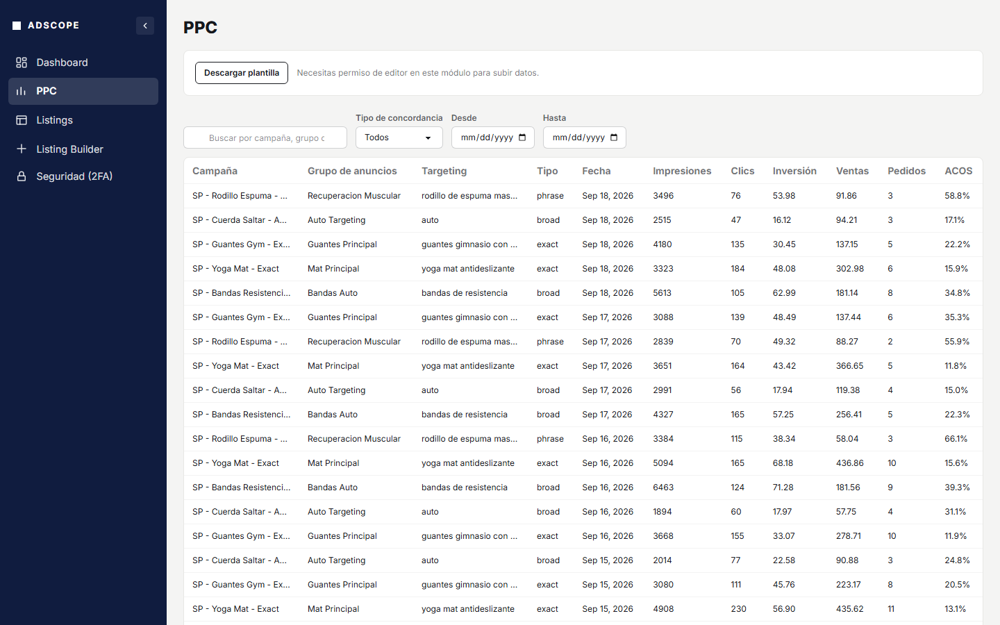 ADSCOPE
Dashboard
PPC
Listings
Listing Builder
Seguridad (2FA)
PPC
Descargar plantilla Necesitas permiso de editor en este módulo para subir datos.
Tipo de concordancia Desde Hasta
Buscar por campaña, grupo c Todos mm/dd/yyyy mm/dd/yyyy
Campaña Grupo de anuncios Targeting Tipo Fecha Impresiones Clics Inversión Ventas Pedidos ACOS
SP - Rodillo Espuma - ... Recuperacion Muscular rodillo de espuma mas... phrase Sep 18, 2026 3496 76 53.98 91.86 3 58.8%
SP - Cuerda Saltar - A... Auto Targeting auto broad Sep 18, 2026 2515 47 16.12 94.21 3 17.1%
SP - Guantes Gym - Ex... Guantes Principal guantes gimnasio con ... exact Sep 18, 2026 4180 135 30.45 137.15 5 22.2%
SP - Yoga Mat - Exact Mat Principal yoga mat antideslizante exact Sep 18, 2026 3323 184 48.08 302.98 6 15.9%
SP - Bandas Resistenci... Bandas Auto bandas de resistencia broad Sep 18, 2026 5613 105 62.99 181.14 8 34.8%
SP - Guantes Gym - Ex... Guantes Principal guantes gimnasio con ... exact Sep 17, 2026 3088 139 48.49 137.44 6 35.3%
SP - Rodillo Espuma - ... Recuperacion Muscular rodillo de espuma mas... phrase Sep 17, 2026 2839 70 49.32 88.27 2 55.9%
SP - Yoga Mat - Exact Mat Principal yoga mat antideslizante exact Sep 17, 2026 3651 164 43.42 366.65 5 11.8%
SP - Cuerda Saltar - A... Auto Targeting auto broad Sep 17, 2026 2991 56 17.94 119.38 4 15.0%
SP - Bandas Resistenci... Bandas Auto bandas de resistencia broad Sep 17, 2026 4327 165 57.25 256.41 5 22.3%
SP - Rodillo Espuma - ... Recuperacion Muscular rodillo de espuma mas... phrase Sep 16, 2026 3384 115 38.34 58.04 3 66.1%
SP - Yoga Mat - Exact Mat Principal yoga mat antideslizante exact Sep 16, 2026 5094 165 68.18 436.86 10 15.6%
SP - Bandas Resistenci... Bandas Auto bandas de resistencia broad Sep 16, 2026 6463 124 71.28 181.56 9 39.3%
SP - Cuerda Saltar - A... Auto Targeting auto broad Sep 16, 2026 1894 60 17.97 57.75 4 31.1%
SP - Guantes Gym - Ex... Guantes Principal guantes gimnasio con ... exact Sep 16, 2026 3668 155 33.07 278.71 10 11.9%
SP - Cuerda Saltar - A... Auto Targeting auto broad Sep 15, 2026 2014 77 22.58 90.88 3 24.8%
SP - Guantes Gym - Ex... Guantes Principal guantes gimnasio con ... exact Sep 15, 2026 3080 111 45.76 223.17 8 20.5%
SP - Yoga Mat - Exact Mat Principal yoga mat antideslizante exact Sep 15, 2026 4908 230 56.90 435.62 11 13.1%